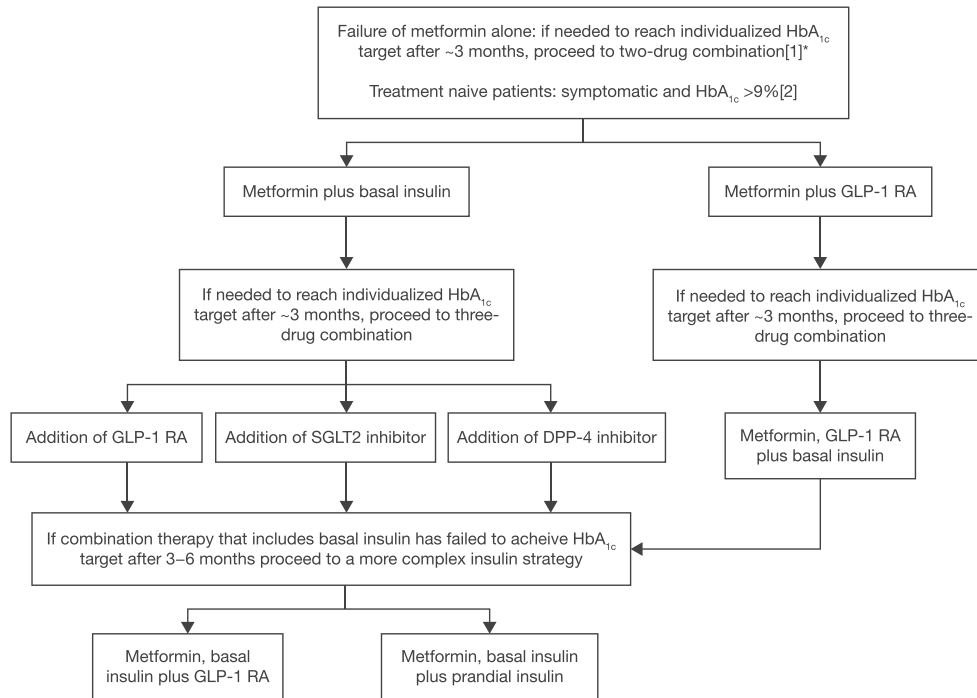 Failure of metformin alone: if needed to reach individualized HbA1c
target after ~3 months, proceed to two-drug combination[1]*
Treatment naive patients: symptomatic and HbA1c >9%[2]
Metformin plus basal insulin
Metformin plus GLP-1 RA
If needed to reach individualized HbA1c
target after ~3 months, proceed to three-
drug combination
If needed to reach individualized HbA1c
target after ~3 months, proceed to three-
drug combination
Addition of GLP-1 RA
Addition of SGLT2 inhibitor
Addition of DPP-4 inhibitor
Metformin, GLP-1 RA
plus basal insulin
If combination therapy that includes basal insulin has failed to acheive HbA1c
target after 3–6 months proceed to a more complex insulin strategy
Metformin, basal
insulin plus GLP-1 RA
Metformin, basal insulin
plus prandial insulin